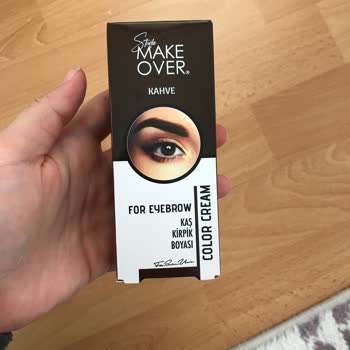 Style
MAKE
OVER®
KAHVE
FOR EYEBROW
KAŞ
KİRPİK
BOYASI
COLOR CREAM